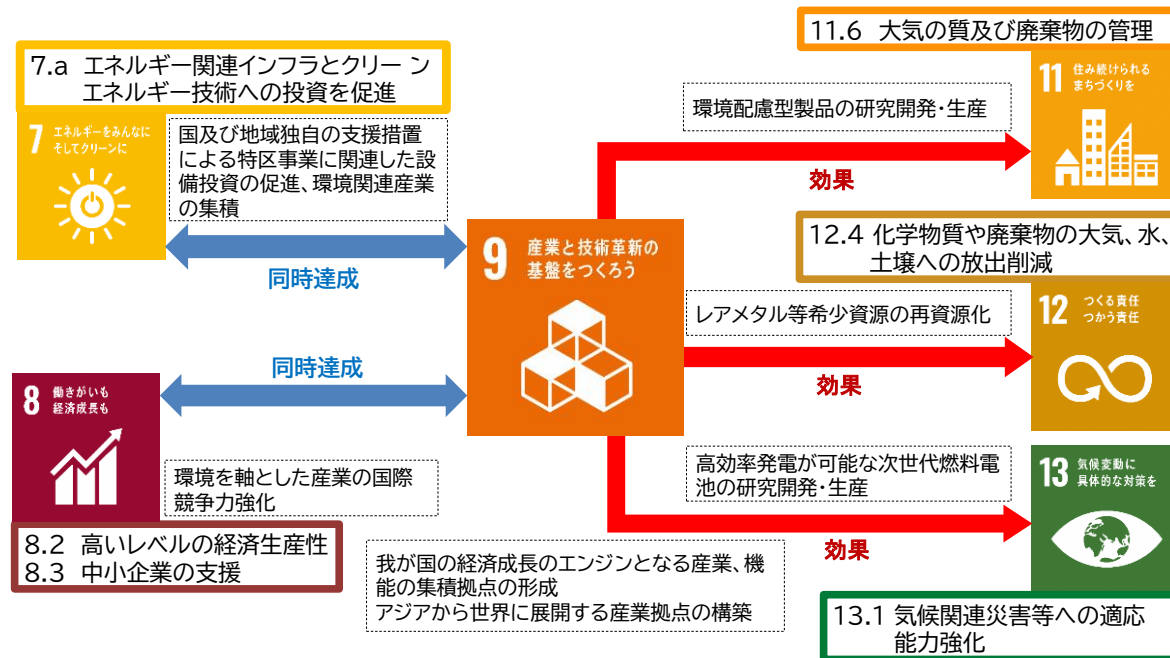 7.a エネルギー関連インフラとクリー ン
エネルギー技術への投資を促進
7 エネルギーをみんなに
そしてクリーンに
国及び地域独自の支援措置
による特区事業に関連した設
備投資の促進、環境関連産業
の集積
同時達成
同時達成
8 働きがいも
経済成長も
環境を軸とした産業の国際
競争力強化
8.2 高いレベルの経済生産性
8.3 中小企業の支援
9 産業と技術革新の
基盤をつくろう
我が国の経済成長のエンジンとなる産業、機
能の集積拠点の形成
アジアから世界に展開する産業拠点の構築
11.6 大気の質及び廃棄物の管理
環境配慮型製品の研究開発・生産
効果
11 住み続けられる
まちづくりを
12.4 化学物質や廃棄物の大気、水、
土壌への放出削減
レアメタル等希少資源の再資源化
効果
12 つくる責任
つかう責任
高効率発電が可能な次世代燃料電
池の研究開発・生産
効果
13 気候変動に
具体的な対策を
13.1 気候関連災害等への適応
能力強化